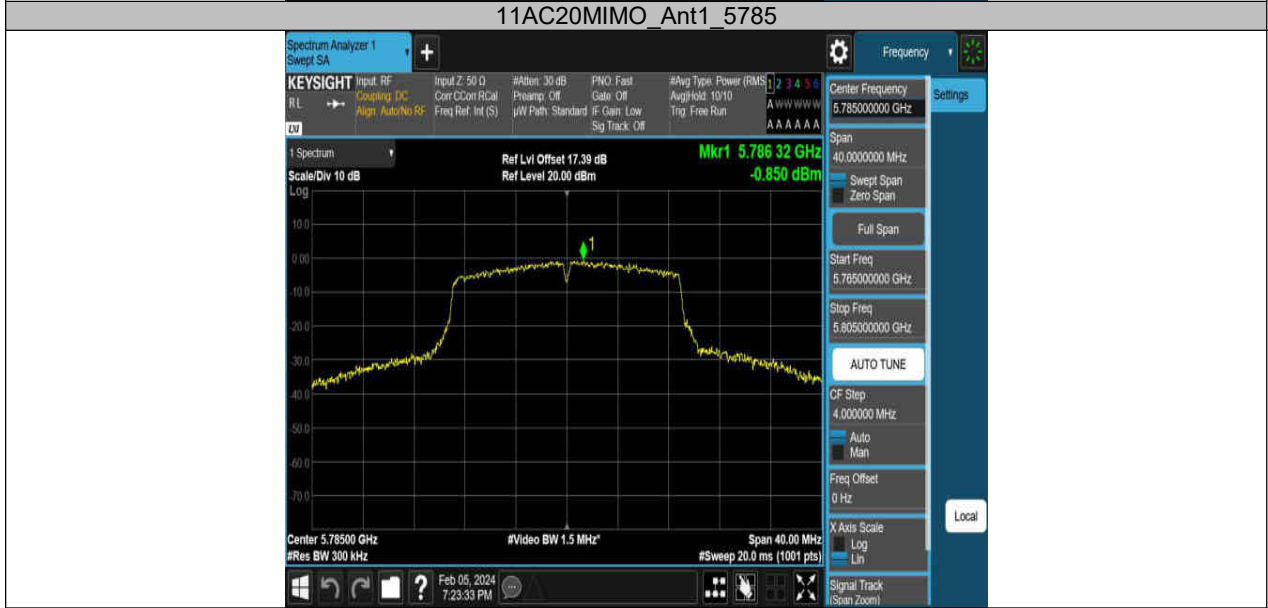 11AC20MIMO_Ant1_5785
Spectrum Analyzer 1
Swept SA
+
Frequency
KEYSIGHT
RL
Input: RF
Coupling: DC
Align: Auto/No RF
Input Z: 50 Ω
Corr CCorr RCal
Freq Ref: Int (S)
#Atten: 30 dB
Preamp: Off
µW Path: Standard
PNO: Fast
Gate: Off
IF Gain: Low
Sig Track: Off
#Avg Type: Power (RMS
Avg|Hold: 10/10
Trig: Free Run
1 2 3 4 5 6
A W W W W W
A A A A A A
Center Frequency
5.785000000 GHz
Settings
Span
40.0000000 MHz
Swept Span
Zero Span
Full Span
Start Freq
5.765000000 GHz
Stop Freq
5.805000000 GHz
AUTO TUNE
CF Step
4.000000 MHz
Auto
Man
Freq Offset
0 Hz
X Axis Scale
Log
Lin
Signal Track
(Span Zoom)
Local
1 Spectrum
Scale/Div 10 dB
Ref Lvl Offset 17.39 dB
Ref Level 20.00 dBm
Mkr1 5.786 32 GHz
-0.850 dBm
Log
10.0
0.00
-10.0
-20.0
-30.0
-40.0
-50.0
-60.0
-70.0
1
Center 5.78500 GHz
#Res BW 300 kHz
#Video BW 1.5 MHz*
Span 40.00 MHz
#Sweep 20.0 ms (1001 pts)
?
Feb 05, 2024
7:23:33 PM